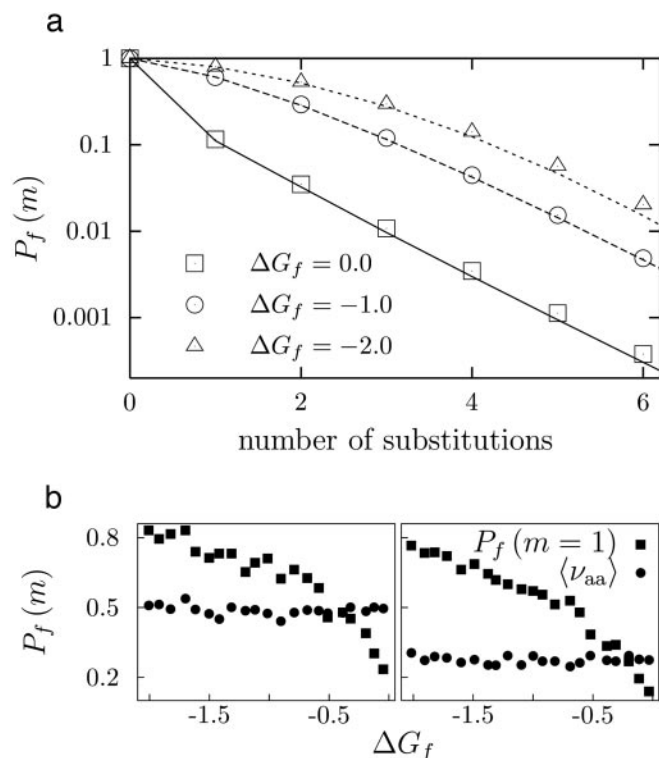 a
1
0.1
0.01
0.001
P_f (m)
ΔG_f = 0.0
ΔG_f = −1.0
ΔG_f = −2.0
0 2 4 6
number of substitutions
b
0.8
0.5
0.2
P_f (m)
P_f (m = 1)
⟨ν_aa⟩
-1.5 -0.5 -1.5 -0.5
ΔG_f